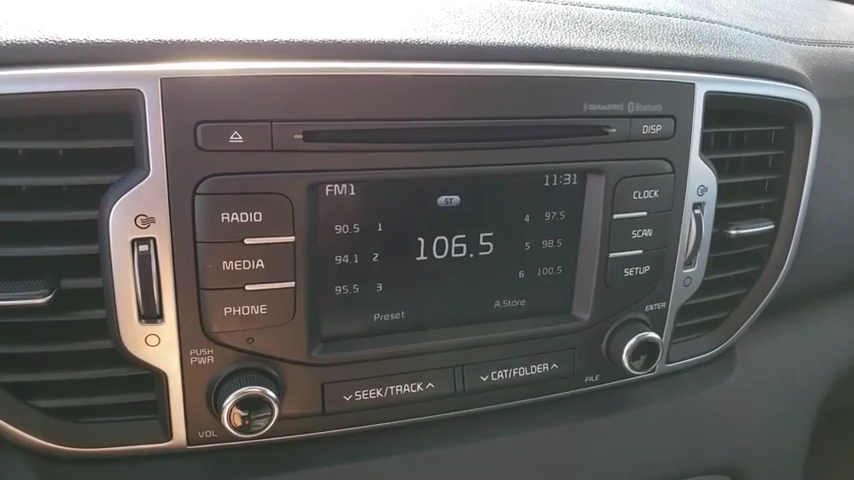 SiriusXM Bluetooth
DISP
FM1 ST 11:31
RADIO
MEDIA
PHONE
90.5 1
94.1 2
95.5 3
106.5
4 97.5
5 98.5
6 100.5
Preset A.Store
CLOCK
SCAN
SETUP
ENTER
PUSH
PWR
VOL
SEEK/TRACK
CAT/FOLDER
FILE